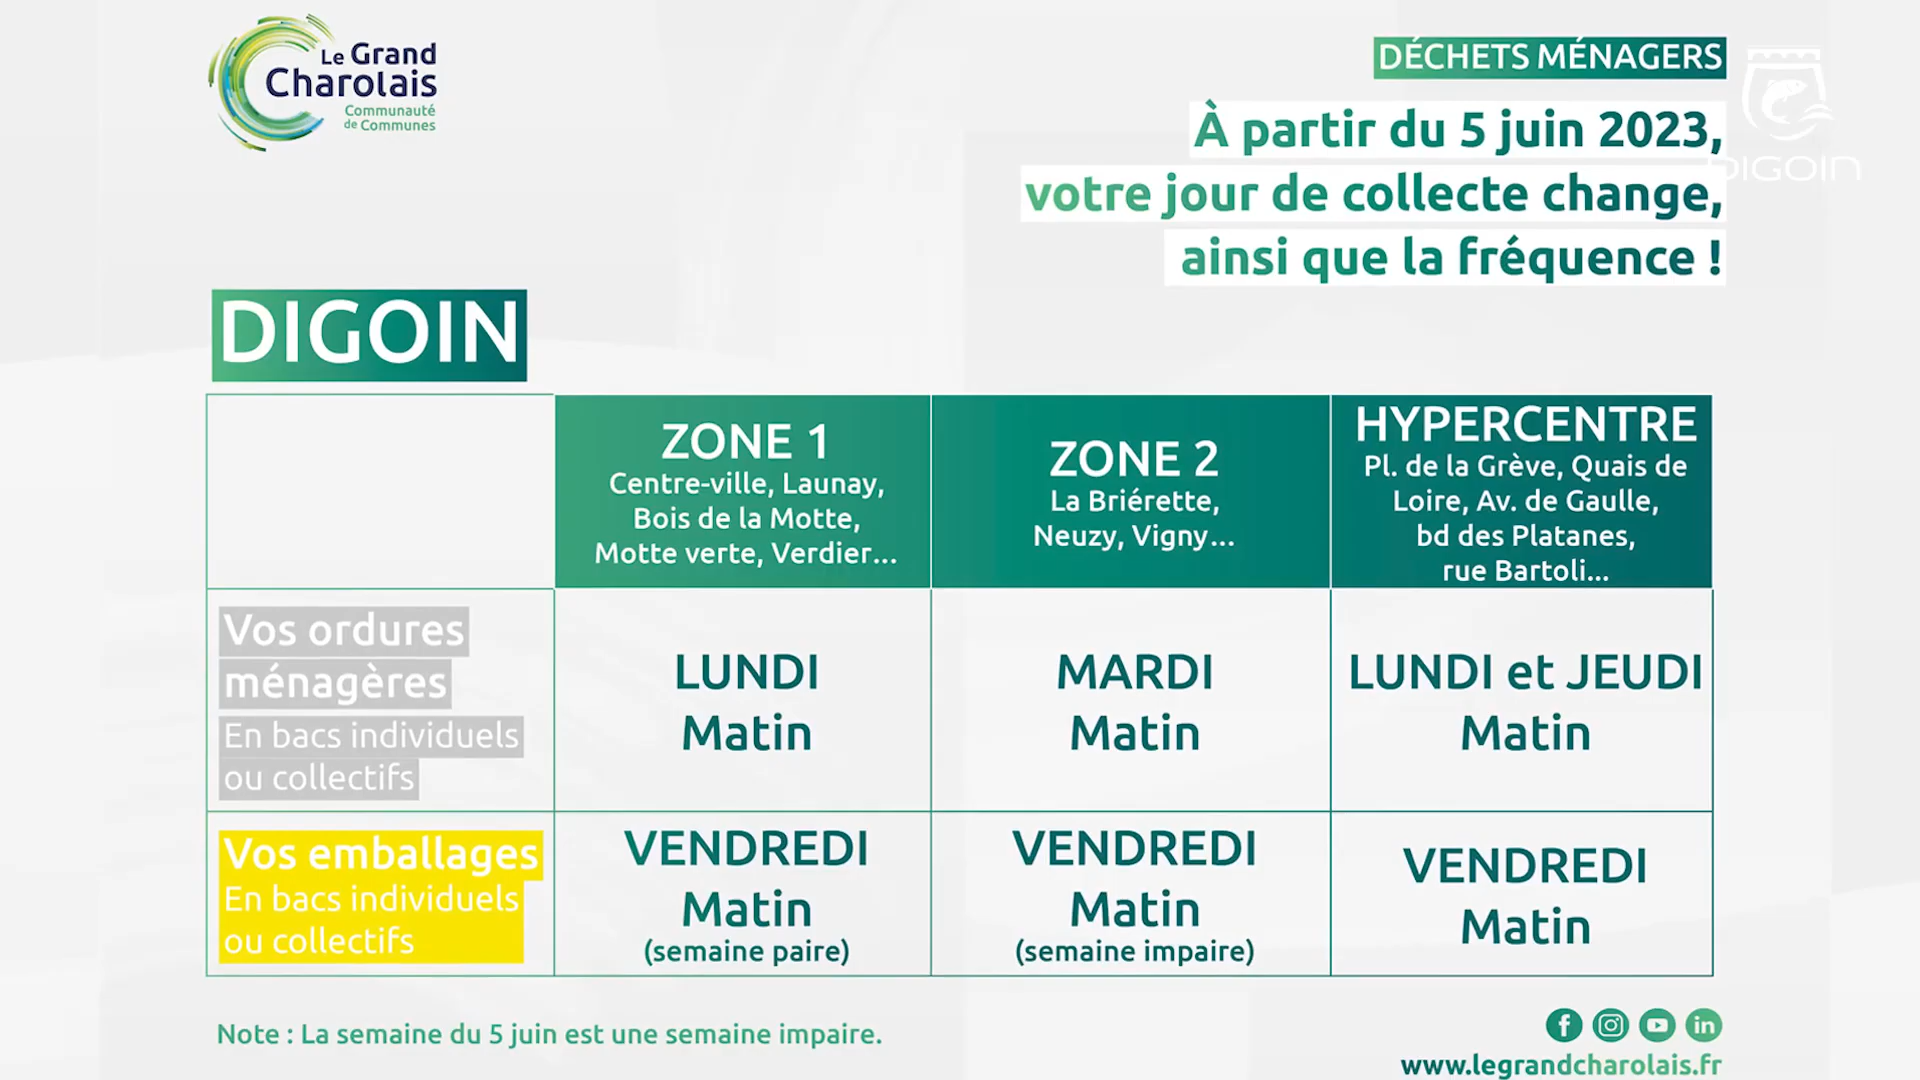 Le Grand
Charolais
Communauté
de Communes
DÉCHETS MÉNAGERS
À partir du 5 juin 2023,
votre jour de collecte change,
ainsi que la fréquence !
DIGOIN
DIGOIN
ZONE 1
Centre-ville, Launay,
Bois de la Motte,
Motte verte, Verdier...
ZONE 2
La Briérette,
Neuzy, Vigny...
HYPERCENTRE
Pl. de la Grève, Quais de
Loire, Av. de Gaulle,
bd des Platanes,
rue Bartoli...
Vos ordures
ménagères
En bacs individuels
ou collectifs
LUNDI
Matin
MARDI
Matin
LUNDI et JEUDI
Matin
Vos emballages
En bacs individuels
ou collectifs
VENDREDI
Matin
(semaine paire)
VENDREDI
Matin
(semaine impaire)
VENDREDI
Matin
Note : La semaine du 5 juin est une semaine impaire.
www.legrandcharolais.fr